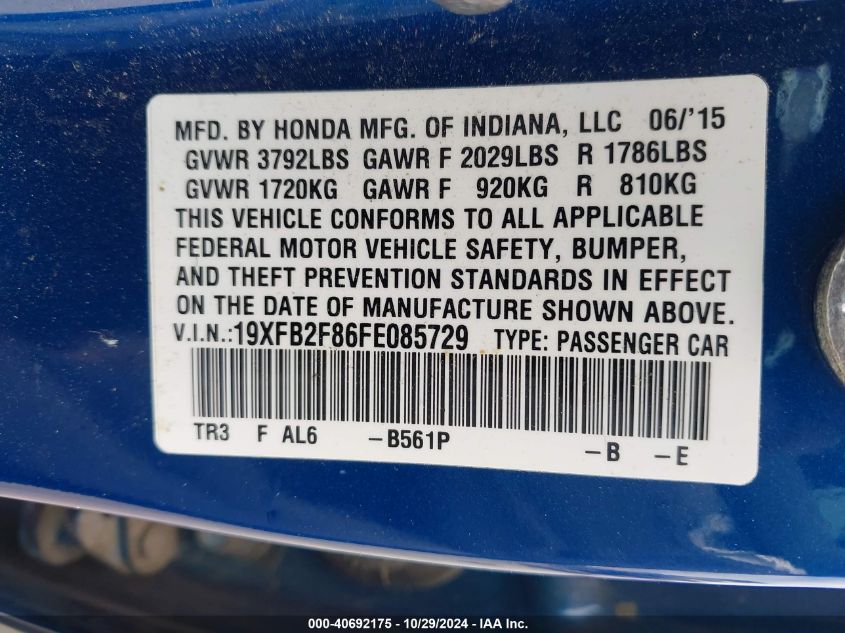 MFD. BY HONDA MFG. OF INDIANA, LLC 06/'15
GVWR 3792LBS GAWR F 2029LBS R 1786LBS
GVWR 1720KG GAWR F 920KG R 810KG
THIS VEHICLE CONFORMS TO ALL APPLICABLE
FEDERAL MOTOR VEHICLE SAFETY, BUMPER,
AND THEFT PREVENTION STANDARDS IN EFFECT
ON THE DATE OF MANUFACTURE SHOWN ABOVE.
V.I.N.:19XFB2F86FE085729 TYPE: PASSENGER CAR
TR3 F AL6 -B561P -B -E
000-40692175 - 10/29/2024 - IAA Inc.